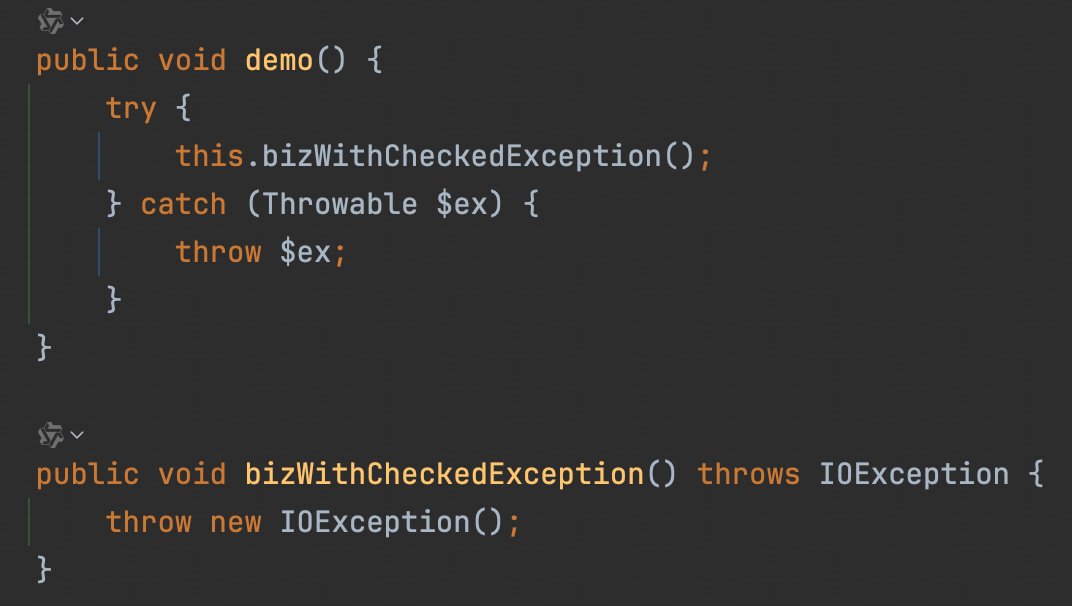 public void demo() {
try {
this.bizWithCheckedException();
} catch (Throwable $ex) {
throw $ex;
}
}
public void bizWithCheckedException() throws IOException {
throw new IOException();
}